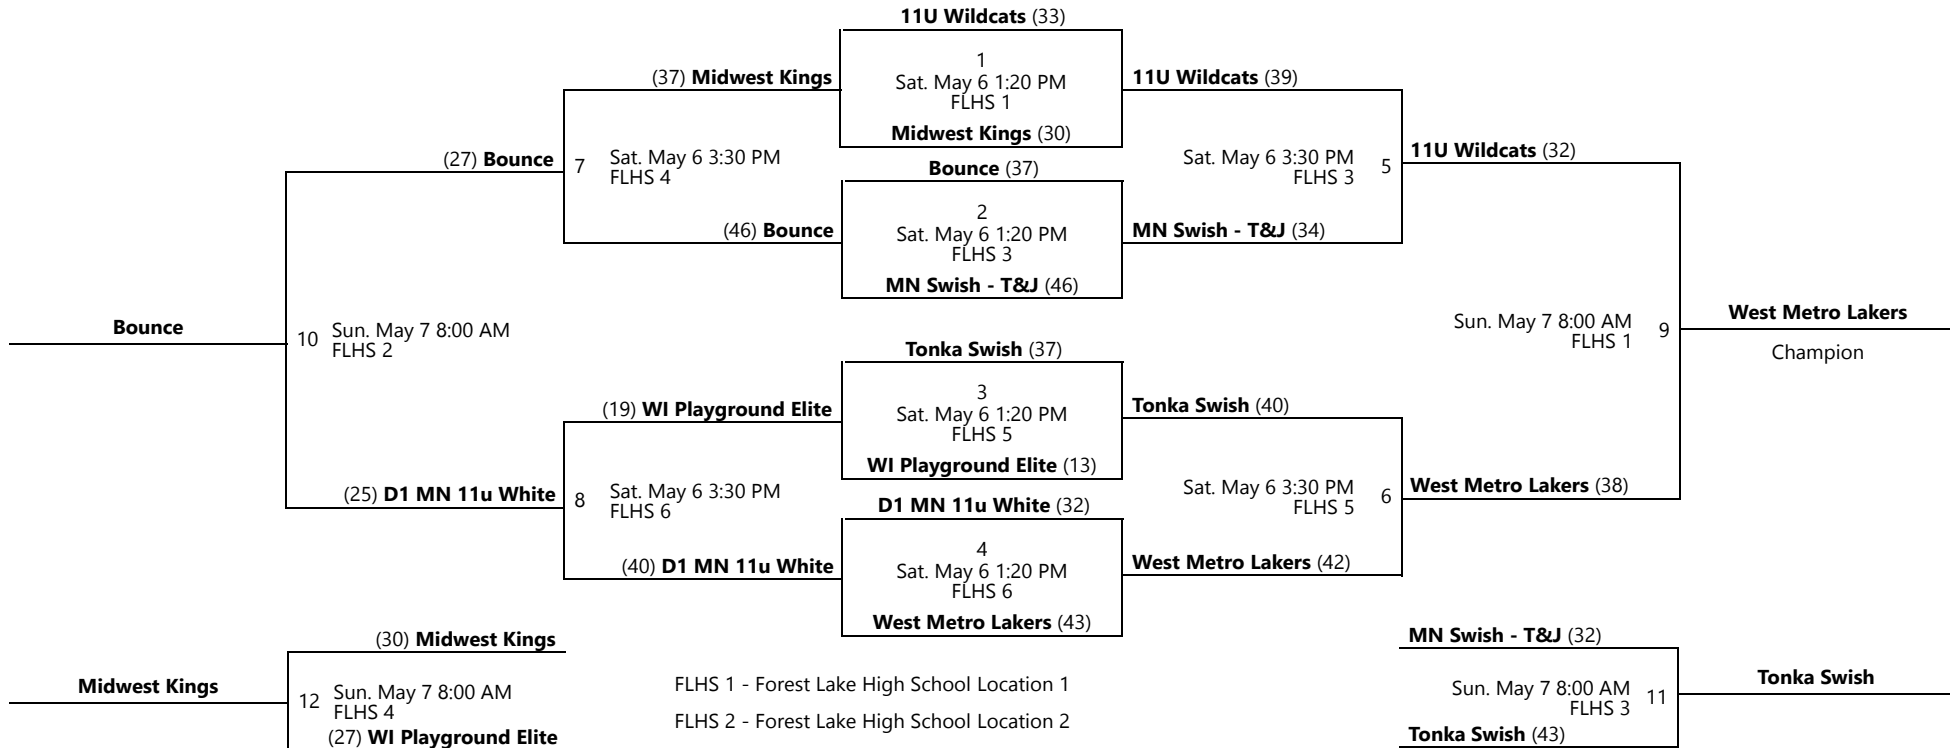 11U Wildcats (33)
1
Sat. May 6 1:20 PM
FLHS 1
Midwest Kings (30)
(37) Midwest Kings
11U Wildcats (39)
(27) Bounce
7
Sat. May 6 3:30 PM
FLHS 4
Sat. May 6 3:30 PM
FLHS 3
5
11U Wildcats (32)
Bounce (37)
2
Sat. May 6 1:20 PM
FLHS 3
MN Swish - T&J (46)
(46) Bounce
MN Swish - T&J (34)
Bounce
10
Sun. May 7 8:00 AM
FLHS 2
Sun. May 7 8:00 AM
FLHS 1
9
West Metro Lakers
Champion
Tonka Swish (37)
3
Sat. May 6 1:20 PM
FLHS 5
WI Playground Elite (13)
(19) WI Playground Elite
Tonka Swish (40)
(25) D1 MN 11u White
8
Sat. May 6 3:30 PM
FLHS 6
Sat. May 6 3:30 PM
FLHS 5
6
West Metro Lakers (38)
D1 MN 11u White (32)
4
Sat. May 6 1:20 PM
FLHS 6
West Metro Lakers (43)
(40) D1 MN 11u White
West Metro Lakers (42)
(30) Midwest Kings
Midwest Kings
12
Sun. May 7 8:00 AM
FLHS 4
(27) WI Playground Elite
FLHS 1 - Forest Lake High School Location 1
FLHS 2 - Forest Lake High School Location 2
MN Swish - T&J (32)
Sun. May 7 8:00 AM
FLHS 3
11
Tonka Swish
Tonka Swish (43)